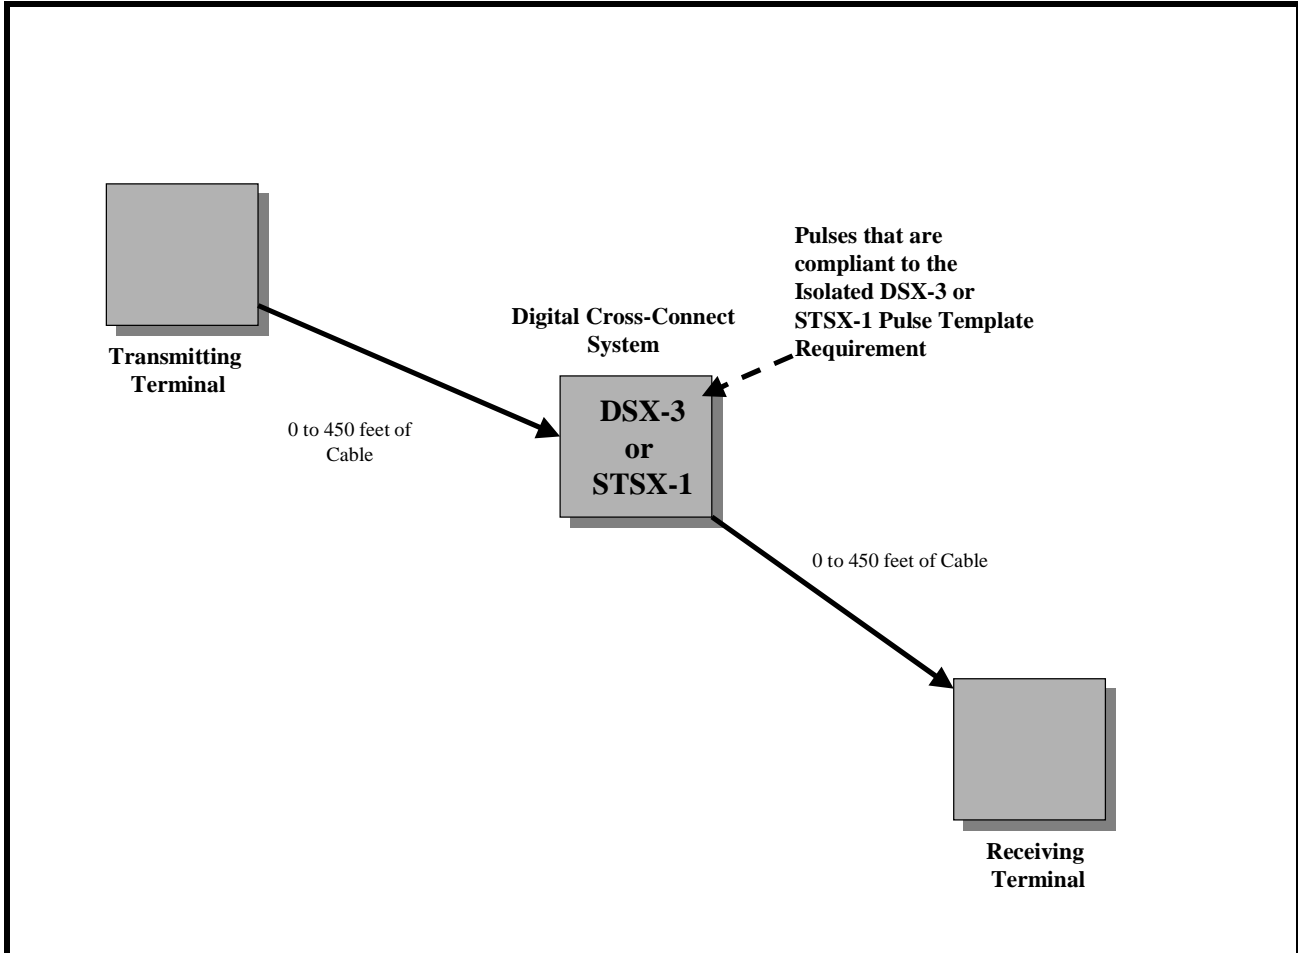 Pulses that are
compliant to the
Isolated DSX-3 or
STSX-1 Pulse Template
Requirement
Digital Cross-Connect
System
Transmitting
Terminal
DSX-3
or
STSX-1
0 to 450 feet of
Cable
0 to 450 feet of Cable
Receiving
Terminal